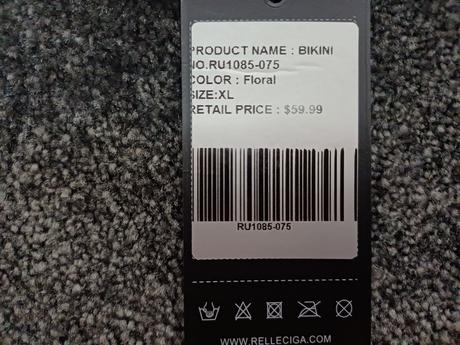 PRODUCT NAME : BIKINI
NO.RU1085-075
COLOR : Floral
SIZE:XL
RETAIL PRICE : $59.99
RU1085-075
WWW.RELLECIGA.COM